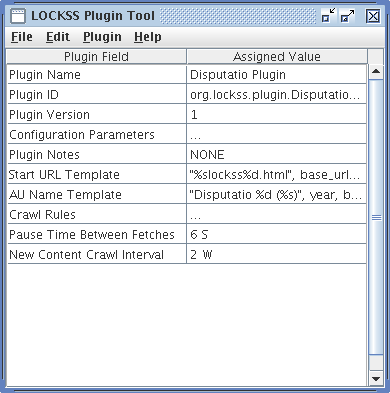 LOCKSS Plugin Tool
File Edit Plugin Help
Plugin Field Assigned Value
Plugin Name Disputatio Plugin
Plugin ID org.lockss.plugin.Disputatio...
Plugin Version 1
Configuration Parameters ...
Plugin Notes NONE
Start URL Template "%slockss%d.html", base_url...
AU Name Template "Disputatio %d (%s)", year, b...
Crawl Rules ...
Pause Time Between Fetches 6 S
New Content Crawl Interval 2 W